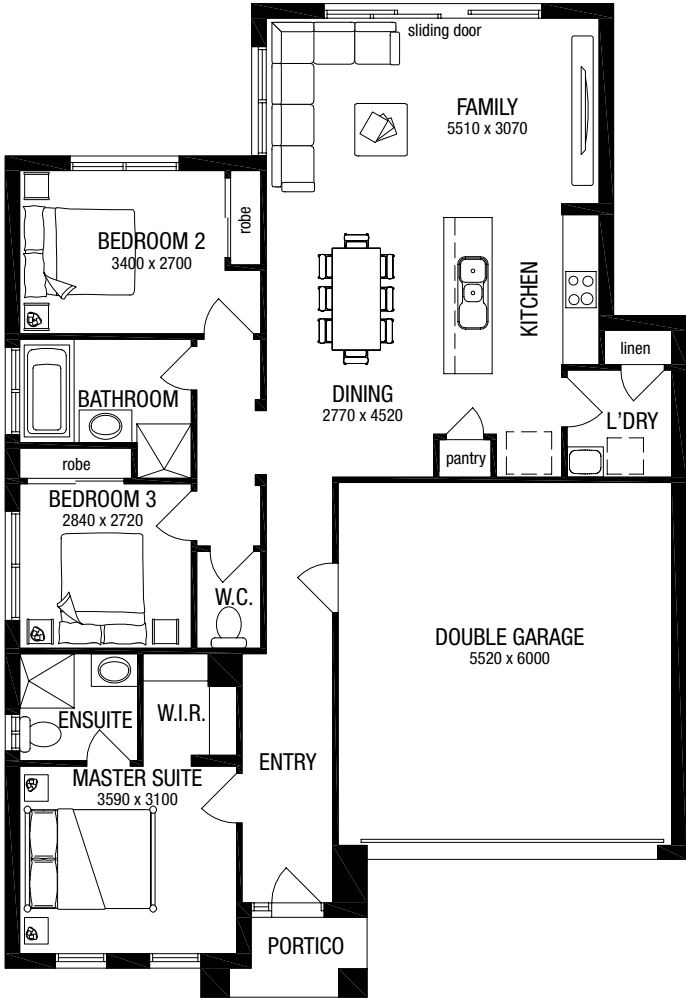 sliding door
FAMILY
5510 x 3070
robe
BEDROOM 2
3400 x 2700
KITCHEN
linen
BATHROOM
DINING
2770 x 4520
L'DRY
pantry
robe
BEDROOM 3
2840 x 2720
W.C.
DOUBLE GARAGE
5520 x 6000
ENSUITE
W.I.R.
ENTRY
MASTER SUITE
3590 x 3100
PORTICO